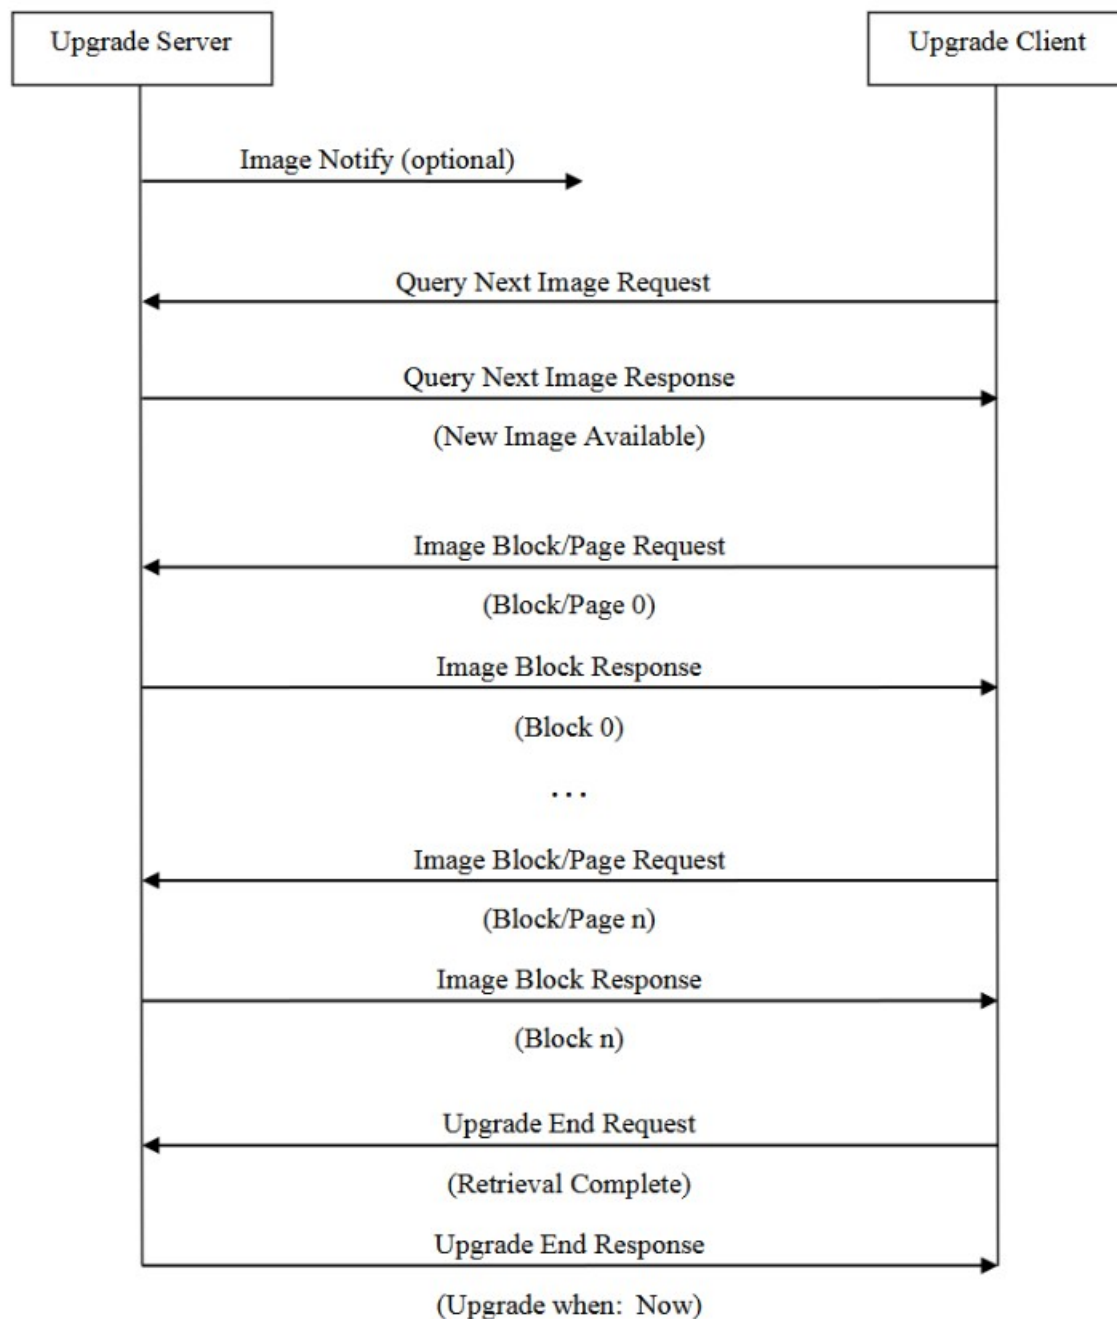 Upgrade Server
Upgrade Client
Image Notify (optional)
Query Next Image Request
Query Next Image Response
(New Image Available)
Image Block/Page Request
(Block/Page 0)
Image Block Response
(Block 0)
...
Image Block/Page Request
(Block/Page n)
Image Block Response
(Block n)
Upgrade End Request
(Retrieval Complete)
Upgrade End Response
(Upgrade when:  Now)